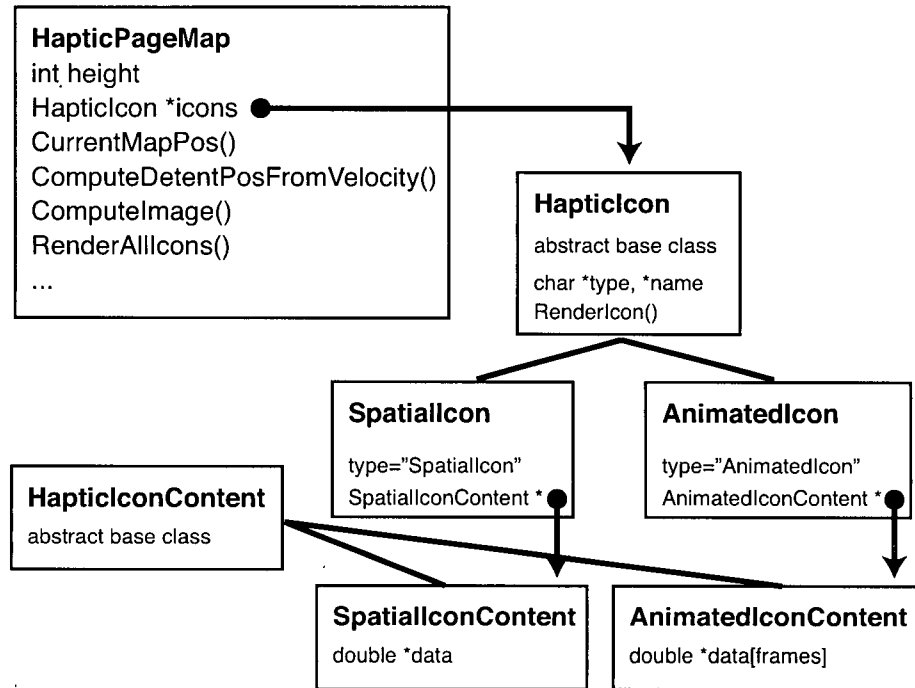 HapticPageMap
int height
HapticIcon *icons
CurrentMapPos()
ComputeDetentPosFromVelocity()
ComputeImage()
RenderAllIcons()
...
HapticIcon
abstract base class
char *type, *name
RenderIcon()
SpatialIcon
type="SpatialIcon"
SpatialIconContent *
AnimatedIcon
type="AnimatedIcon"
AnimatedIconContent *
HapticIconContent
abstract base class
SpatialIconContent
double *data
AnimatedIconContent
double *data[frames]